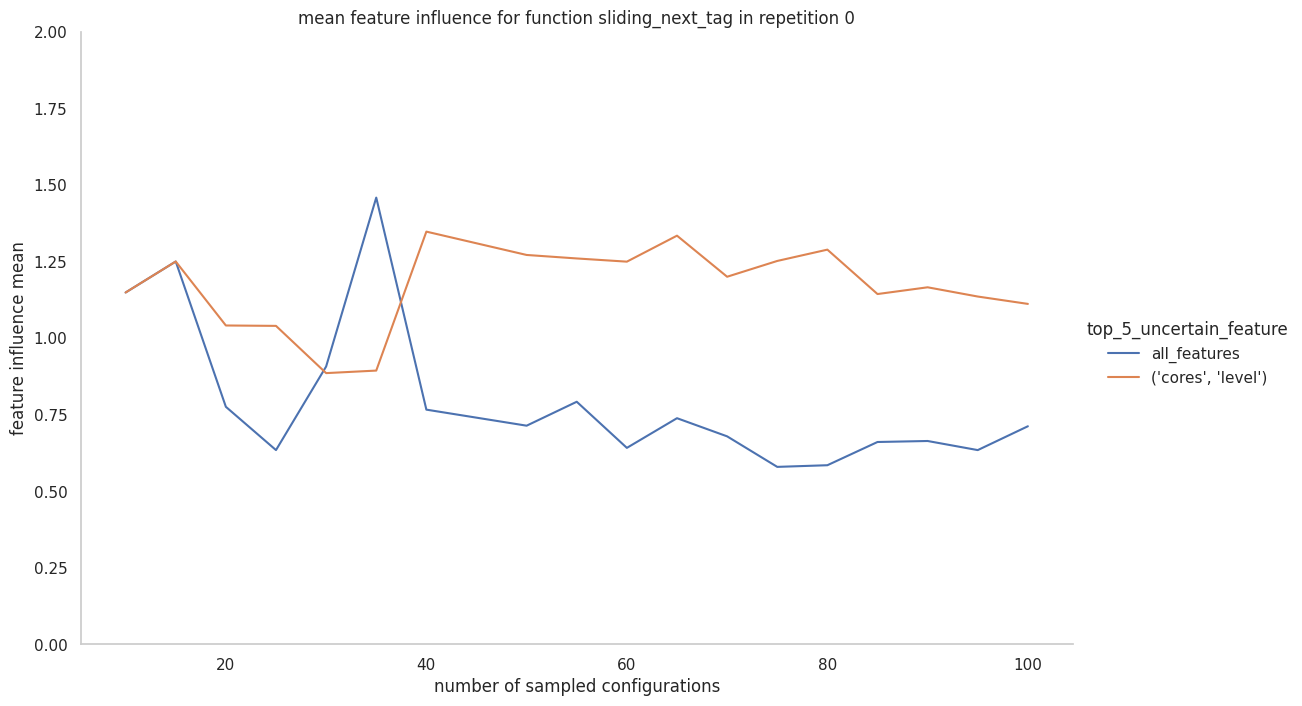 mean feature influence for function sliding_next_tag in repetition 0
2.00
1.75
1.50
1.25
1.00
0.75
0.50
0.25
0.00
feature influence mean
20 40 60 80 100
number of sampled configurations
top_5_uncertain_feature
all_features
('cores', 'level')